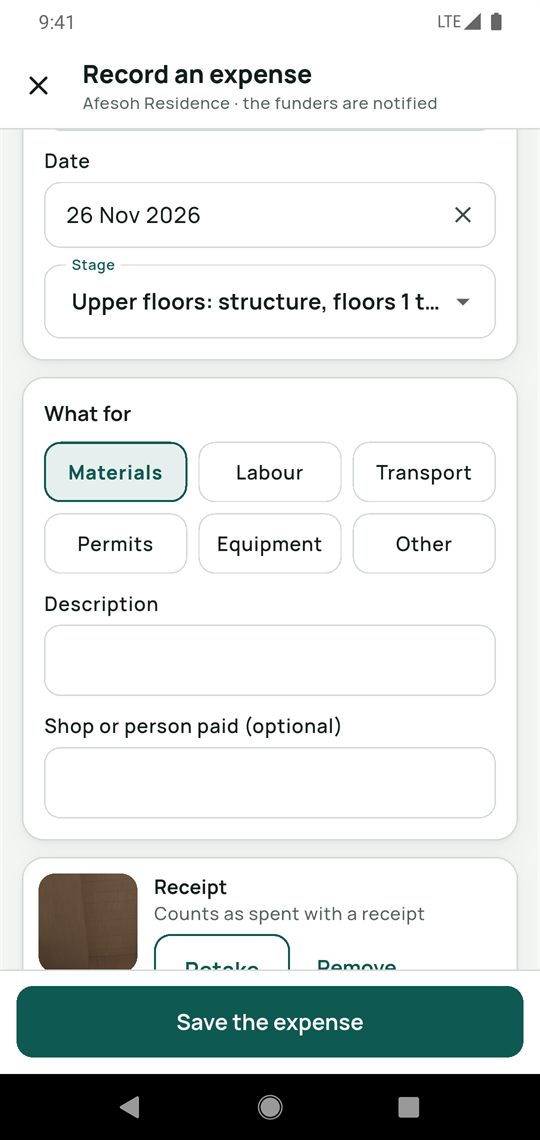 9:41
LTE
Record an expense
Afesoh Residence · the funders are notified
Date
26 Nov 2026
Stage
Upper floors: structure, floors 1 t…
What for
Materials
Labour
Transport
Permits
Equipment
Other
Description
Shop or person paid (optional)
Receipt
Counts as spent with a receipt
Retake
Remove
Save the expense